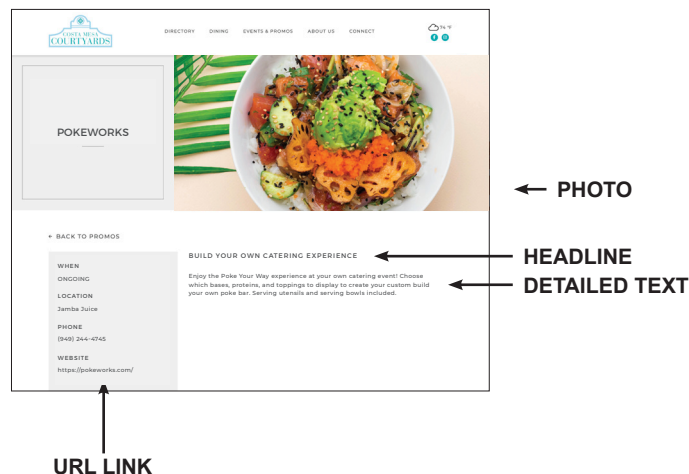 COSTA MESA
COURTYARDS
DIRECTORY DINING EVENTS & PROMOS ABOUT US CONNECT
94 °F
POKEWORKS
← BACK TO PROMOS
WHEN
ONGOING
LOCATION
Jamba Juice
PHONE
(949) 244-4745
WEBSITE
https://pokeworks.com/
BUILD YOUR OWN CATERING EXPERIENCE
Enjoy the Poke Your Way experience at your own catering event! Choose
which bases, proteins, and toppings to display to create your custom build
your own poke bar. Serving utensils and serving bowls included.
PHOTO
HEADLINE
DETAILED TEXT
URL LINK